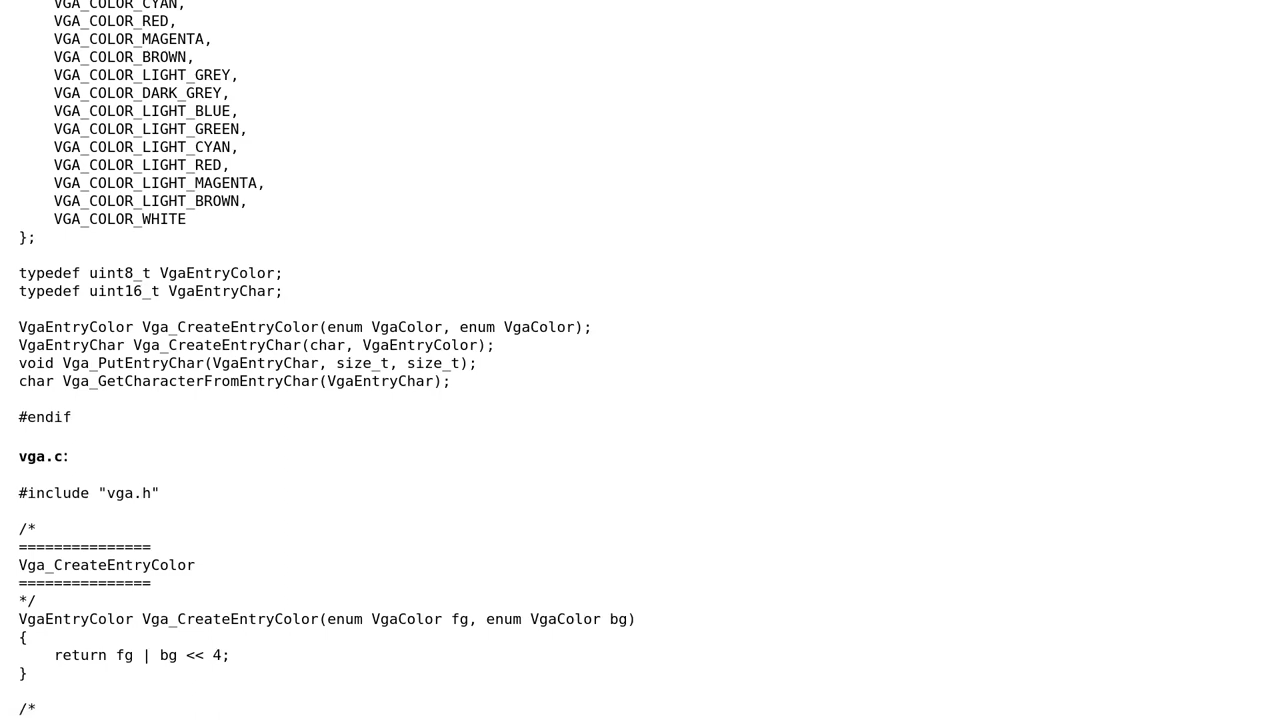 VGA_COLOR_CYAN,
VGA_COLOR_RED,
VGA_COLOR_MAGENTA,
VGA_COLOR_BROWN,
VGA_COLOR_LIGHT_GREY,
VGA_COLOR_DARK_GREY,
VGA_COLOR_LIGHT_BLUE,
VGA_COLOR_LIGHT_GREEN,
VGA_COLOR_LIGHT_CYAN,
VGA_COLOR_LIGHT_RED,
VGA_COLOR_LIGHT_MAGENTA,
VGA_COLOR_LIGHT_BROWN,
VGA_COLOR_WHITE
};
typedef uint8_t VgaEntryColor;
typedef uint16_t VgaEntryChar;
VgaEntryColor Vga_CreateEntryColor(enum VgaColor, enum VgaColor);
VgaEntryChar Vga_CreateEntryChar(char, VgaEntryColor);
void Vga_PutEntryChar(VgaEntryChar, size_t, size_t);
char Vga_GetCharacterFromEntryChar(VgaEntryChar);
#endif
vga.c:
#include "vga.h"
/*
===============
Vga_CreateEntryColor
===============
*/
VgaEntryColor Vga_CreateEntryColor(enum VgaColor fg, enum VgaColor bg)
{
return fg | bg << 4;
}
/*